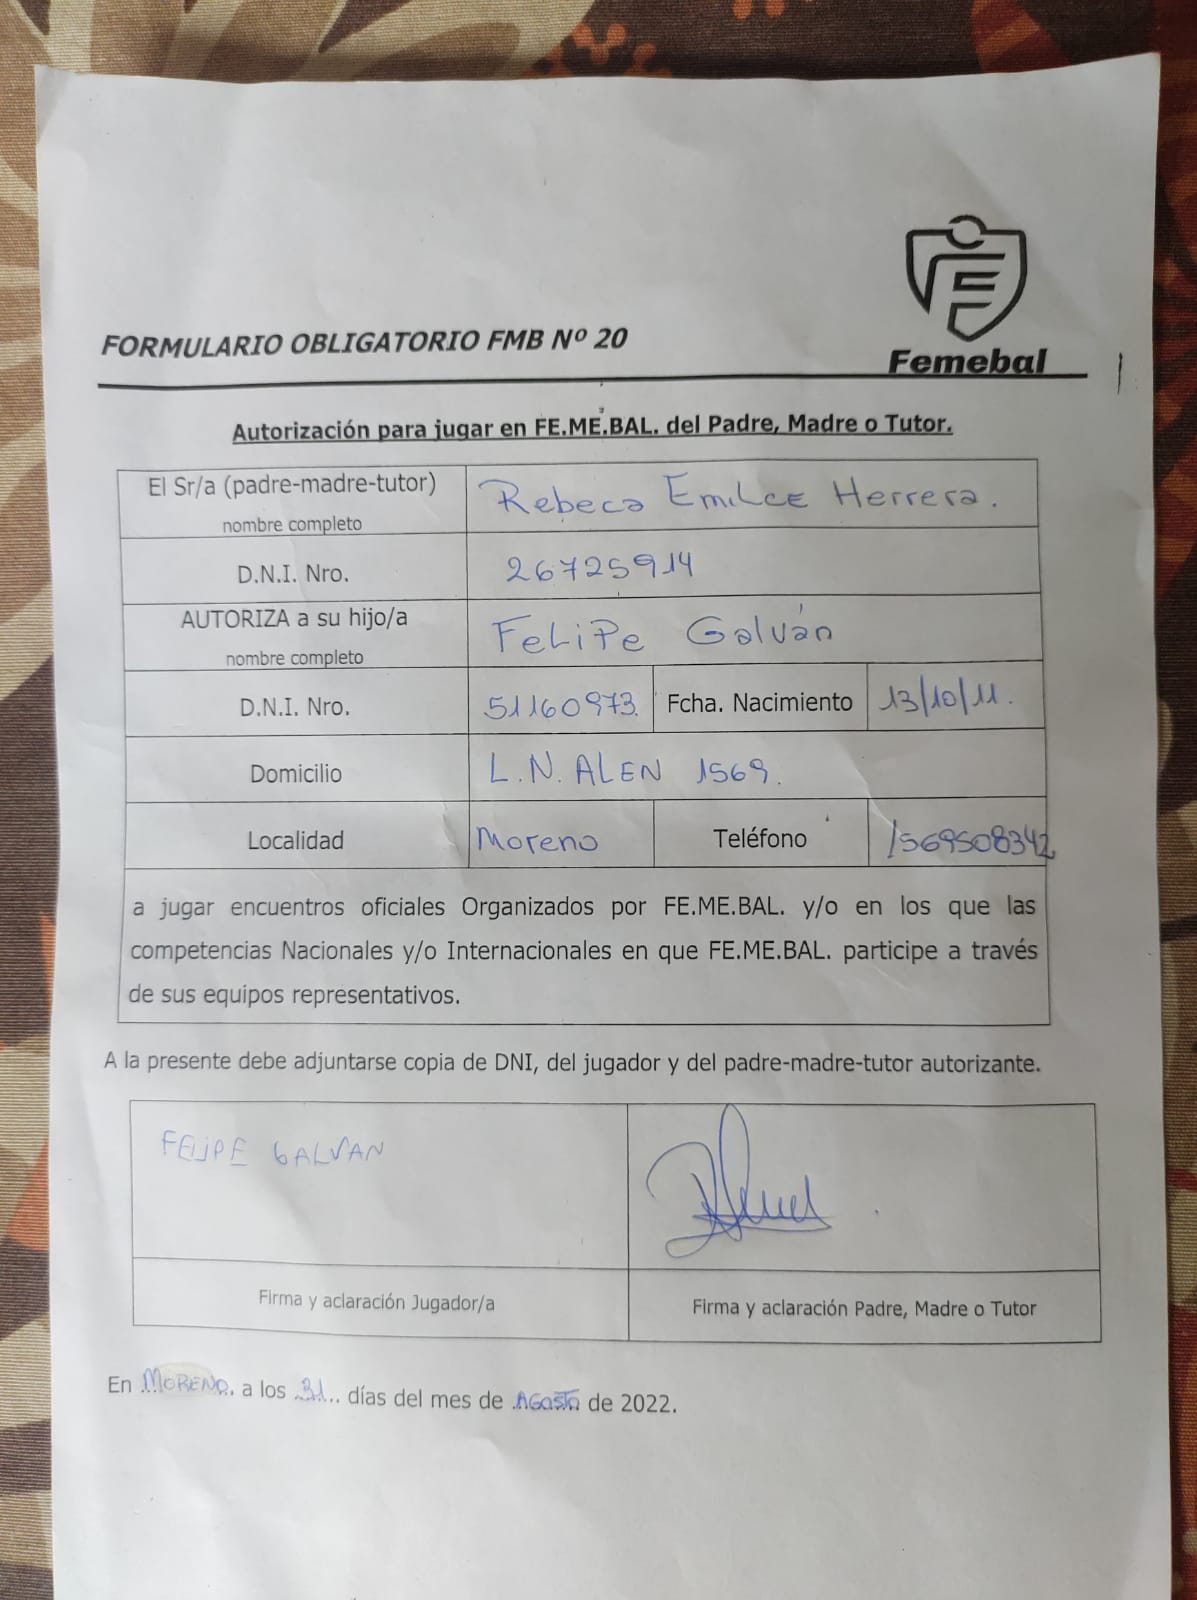 Femebal
FORMULARIO OBLIGATORIO FMB Nº 20
Autorización para jugar en FE.ME.BAL. del Padre, Madre o Tutor.
El Sr/a (padre-madre-tutor)
nombre completo
Rebeca Emilce Herrera.
D.N.I. Nro.
26725914
AUTORIZA a su hijo/a
nombre completo
Felipe Galván
D.N.I. Nro.
51160973.
Fcha. Nacimiento
13/10/11.
Domicilio
L.N. ALEN 1569.
Localidad
Moreno
Teléfono
1569508342
a jugar encuentros oficiales Organizados por FE.ME.BAL. y/o en los que las
competencias Nacionales y/o Internacionales en que FE.ME.BAL. participe a través
de sus equipos representativos.
A la presente debe adjuntarse copia de DNI, del jugador y del padre-madre-tutor autorizante.
FELIPE GALVAN
Firma y aclaración Jugador/a
Firma y aclaración Padre, Madre o Tutor
En MORENO, a los 31 días del mes de AGOSTO de 2022.